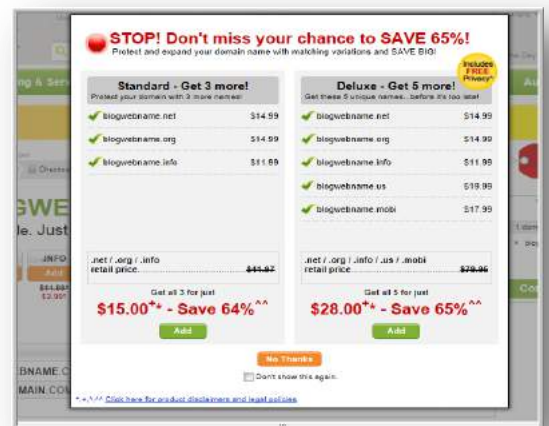 STOP! Don't miss your chance to SAVE 65%!
Protect and expand your domain name with matching variations and SAVE BIG!
Includes
FREE
Privacy*
Standard - Get 3 more!
Protect your domain with 3 more names!
blogwebname.net $14.99
blogwebname.org $14.99
blogwebname.info $11.99
.net / .org / .info
retail price $41.97
Get all 3 for just
$15.00+* - Save 64%^^
Add
Deluxe - Get 5 more!
Get these 5 unique names...before it's too late!
blogwebname.net $14.99
blogwebname.org $14.99
blogwebname.info $11.99
blogwebname.us $19.99
blogwebname.mobi $17.99
.net / .org / .info / .us / .mobi
retail price $79.95
Get all 5 for just
$28.00+* - Save 65%^^
Add
No Thanks
Don't show this again.
*,+,^,^^ Click here for product disclaimers and legal policies.
.INFO
Add
BNAME.C
MAIN.COM